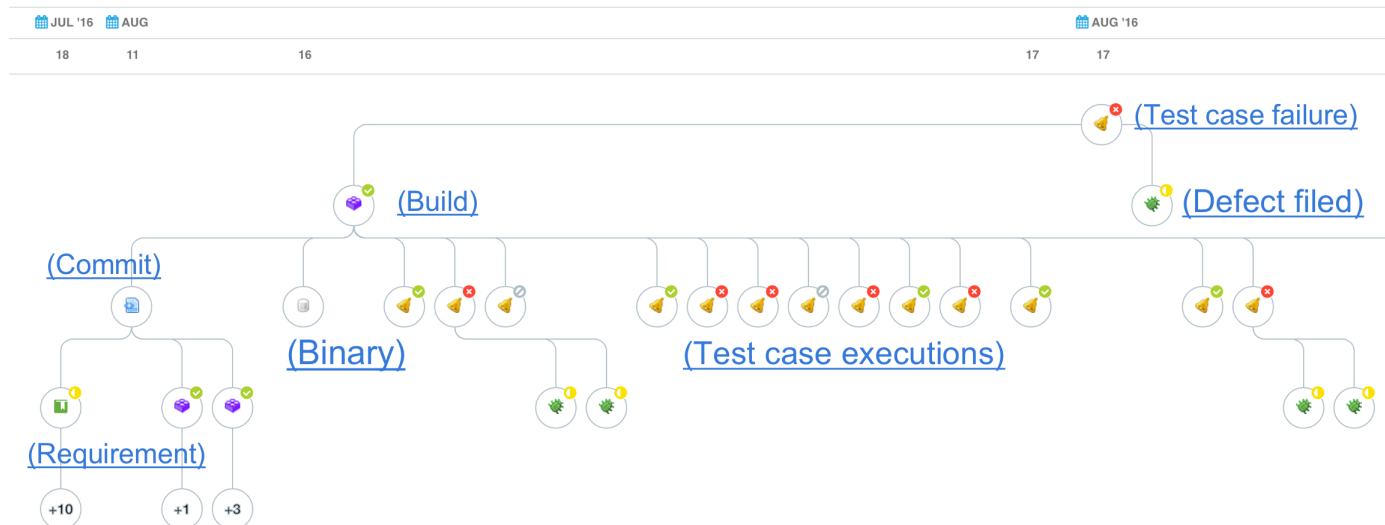 JUL '16 AUG AUG '16
18 11 16 17 17
(Test case failure)
(Build) (Defect filed)
(Commit)
(Binary) (Test case executions)
(Requirement)
+10 +1 +3